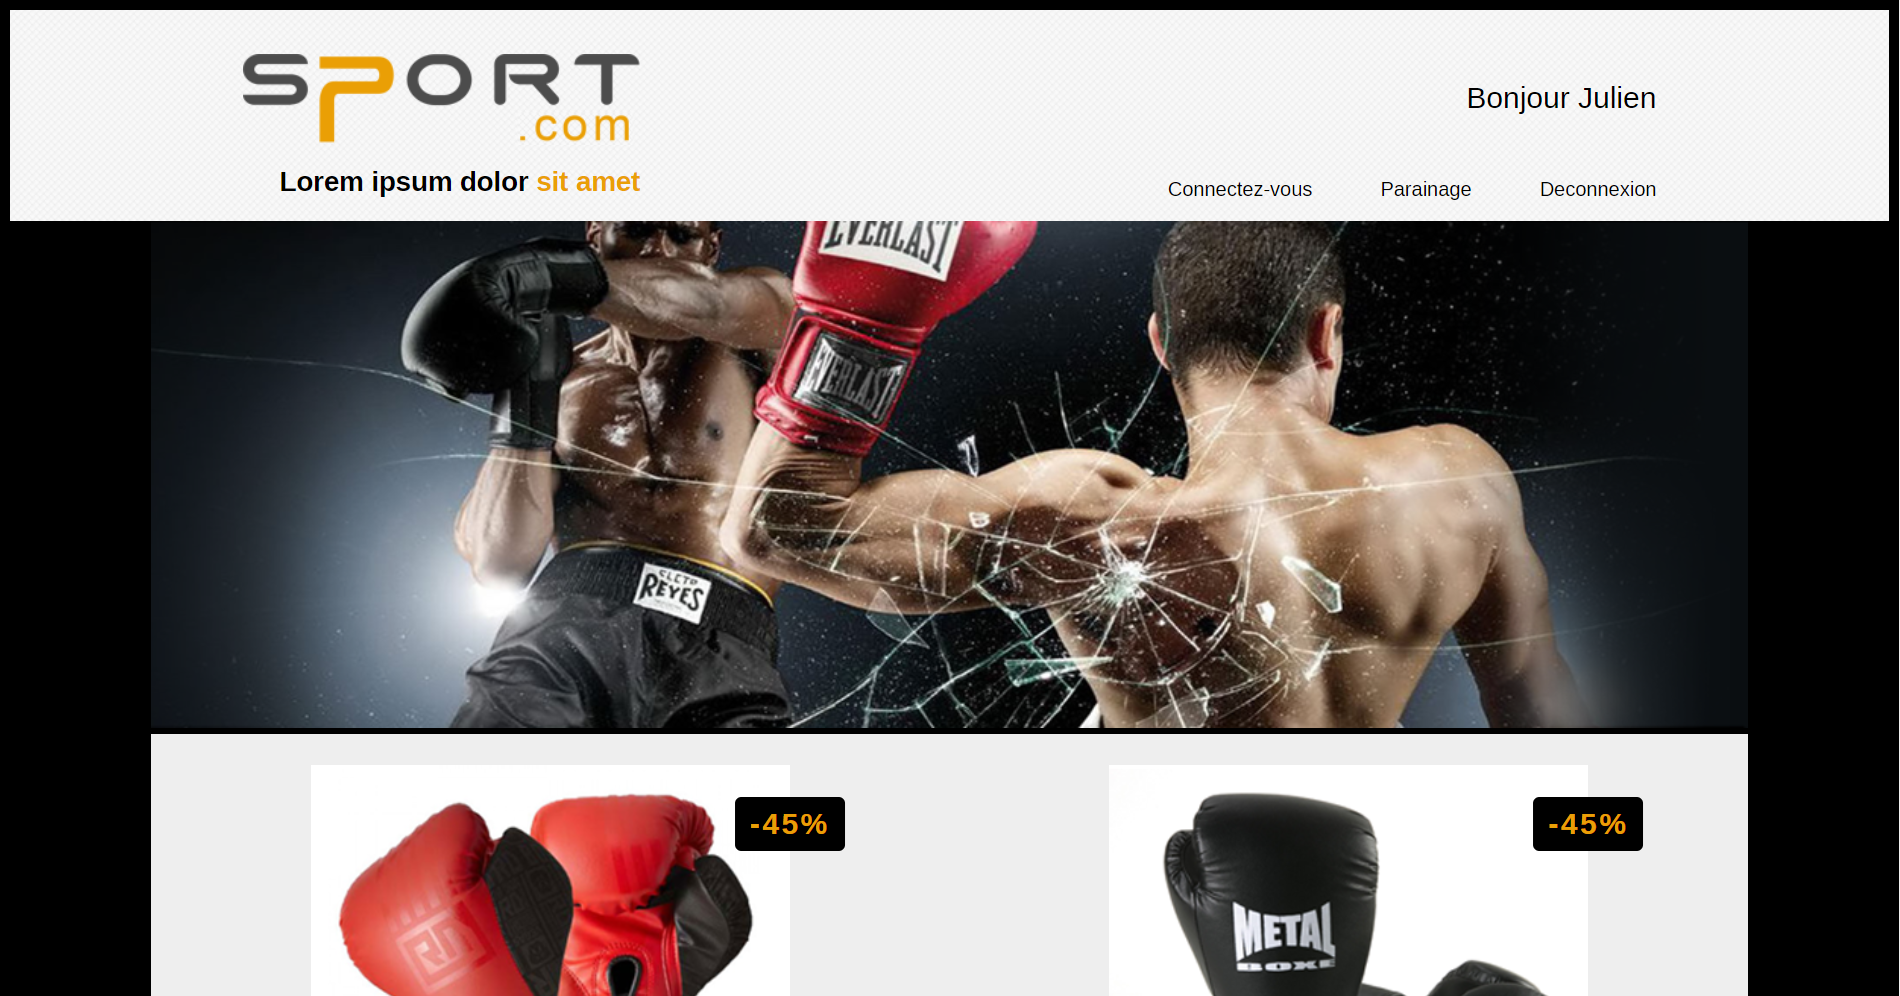 SPORT
.com
Bonjour Julien
Lorem ipsum dolor sit amet
Connectez-vous Parainage Deconnexion
EVERLAST
EVERLAST
CLETO
REYES
-45%
-45%
METAL
BOXE